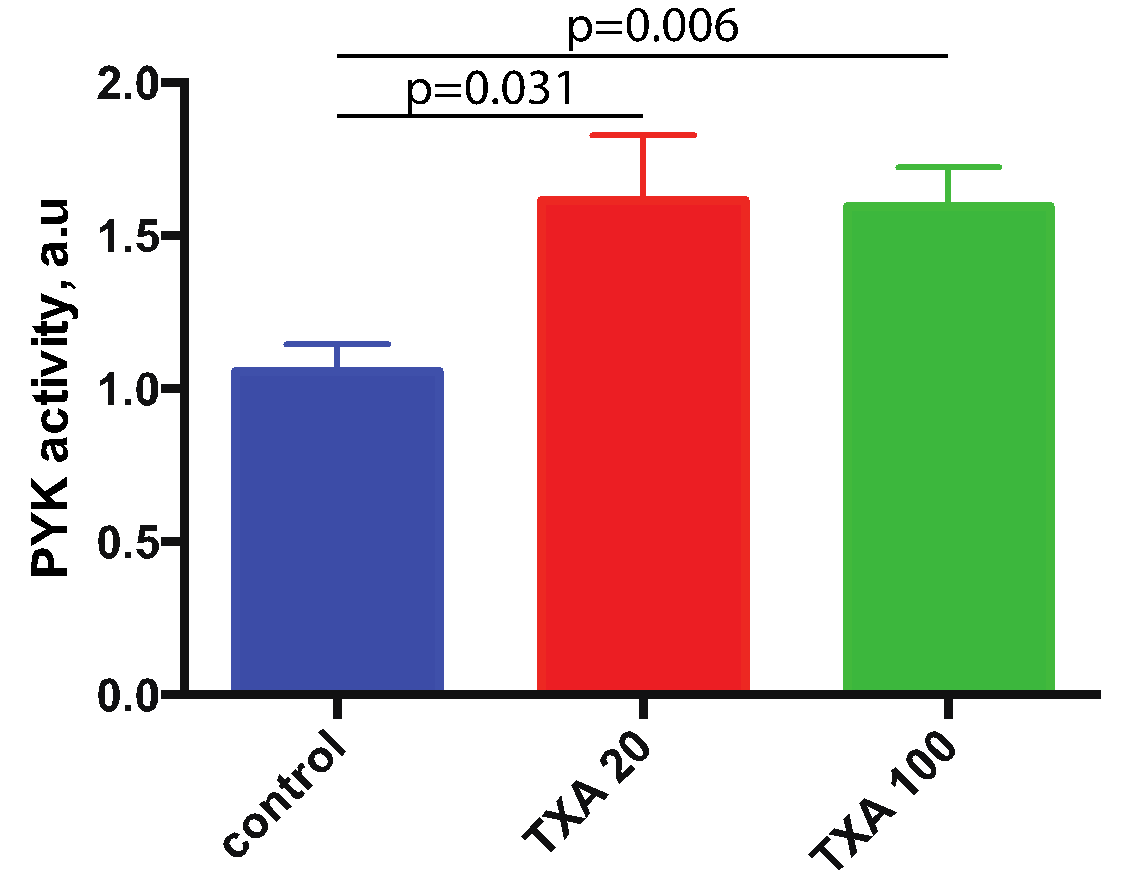 p=0.006
p=0.031
2.0
1.5
1.0
0.5
0.0
PYK activity, a.u
control
TXA 20
TXA 100